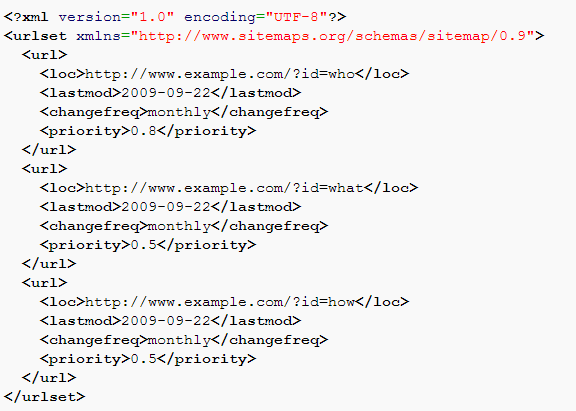 <?xml version="1.0" encoding="UTF-8"?>
<urlset xmlns="http://www.sitemaps.org/schemas/sitemap/0.9">
  <url>
    <loc>http://www.example.com/?id=who</loc>
    <lastmod>2009-09-22</lastmod>
    <changefreq>monthly</changefreq>
    <priority>0.8</priority>
  </url>
  <url>
    <loc>http://www.example.com/?id=what</loc>
    <lastmod>2009-09-22</lastmod>
    <changefreq>monthly</changefreq>
    <priority>0.5</priority>
  </url>
  <url>
    <loc>http://www.example.com/?id=how</loc>
    <lastmod>2009-09-22</lastmod>
    <changefreq>monthly</changefreq>
    <priority>0.5</priority>
  </url>
</urlset>